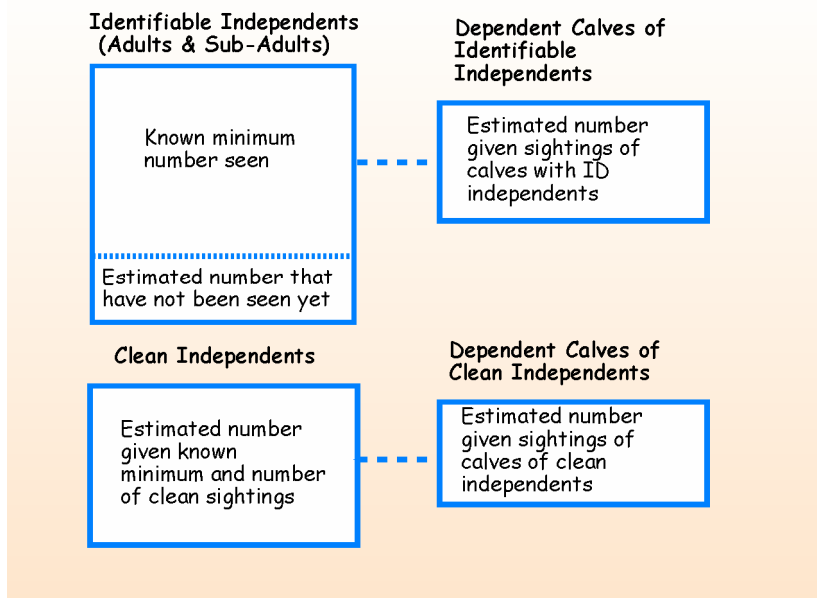 Identifiable Independents
(Adults & Sub-Adults)
Known minimum
number seen
Estimated number that
have not been seen yet
Dependent Calves of
Identifiable
Independents
Estimated number
given sightings of
calves with ID
independents
Clean Independents
Estimated number
given known
minimum and number
of clean sightings
Dependent Calves of
Clean Independents
Estimated number
given sightings of
calves of clean
independents